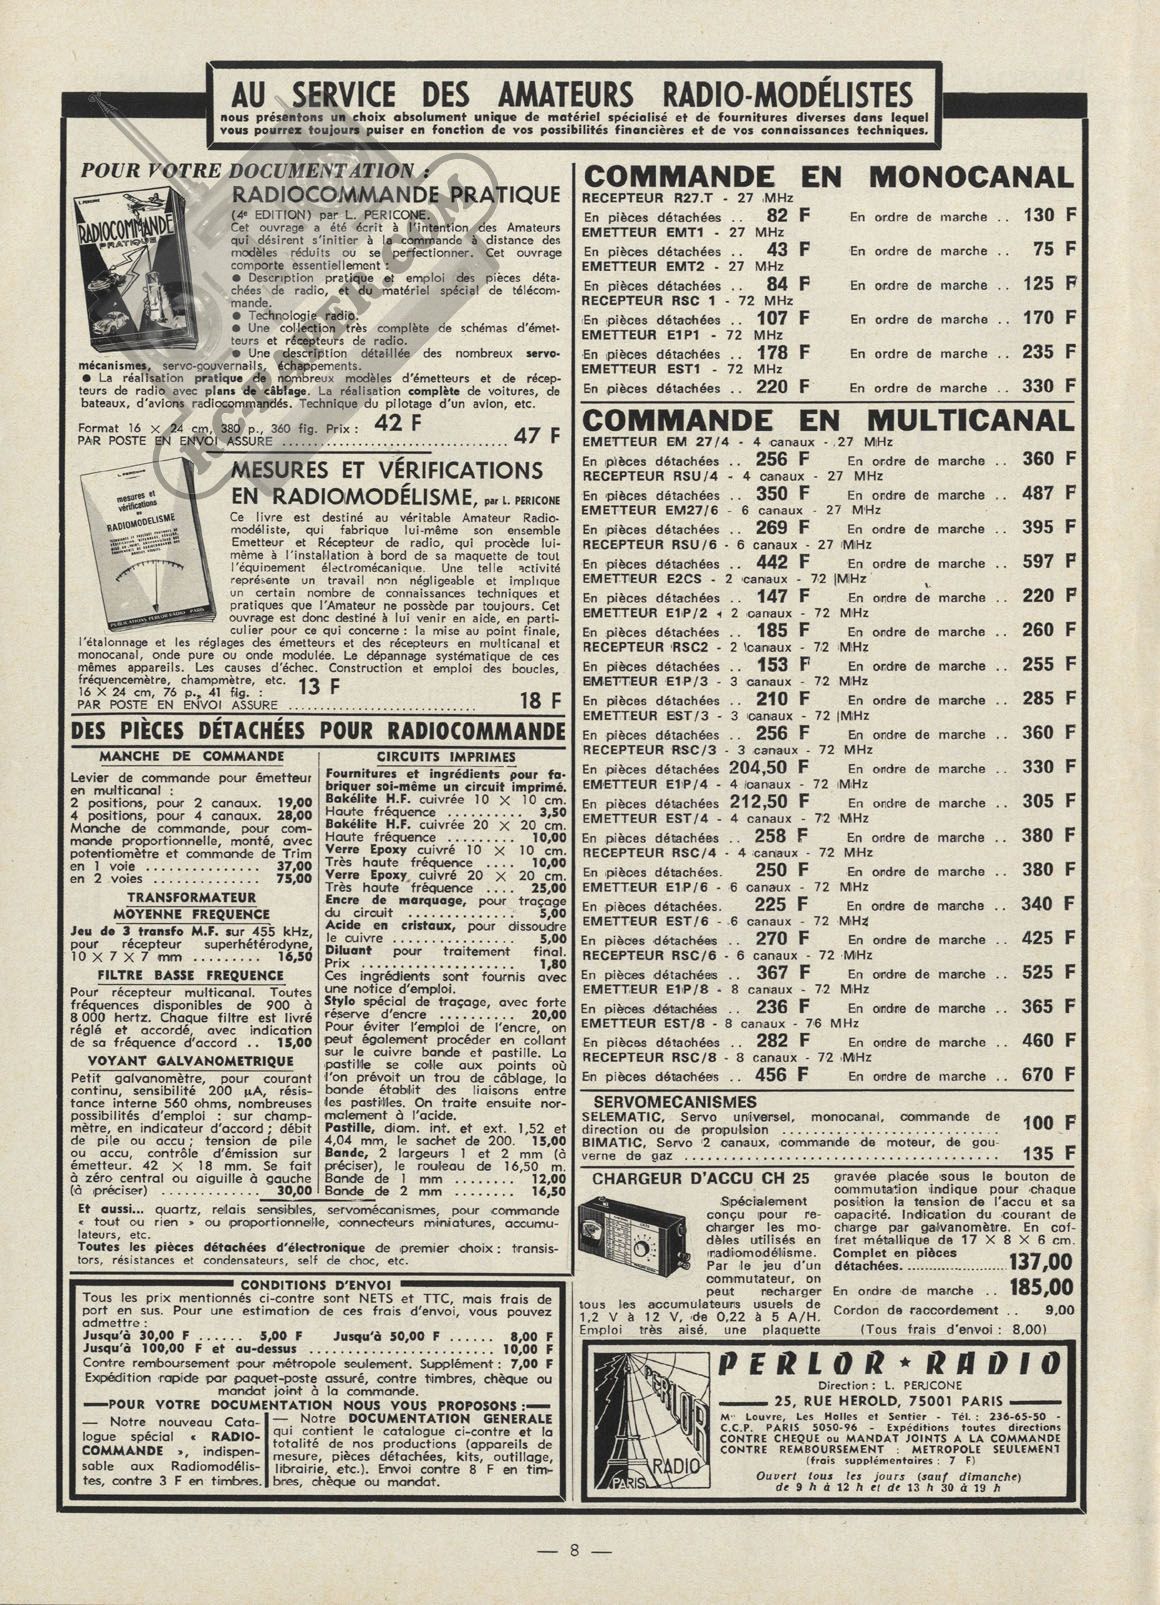 AU SERVICE DES AMATEURS RADIO-MODÉLISTES
nous présentons un choix absolument unique de matériel spécialisé et de fournitures diverses dans lequel
vous pourrez toujours puiser en fonction de vos possibilités financières et de vos connaissances techniques.
POUR VOTRE DOCUMENTATION :
RADIOCOMMANDE PRATIQUE
(4e EDITION) par L. PERICONE.
Cet ouvrage a été écrit à l'intention des Amateurs
qui désirent s'initier à la commande à distance des
modèles réduits ou se perfectionner. Cet ouvrage
comporte essentiellement :
● Description pratique et emploi des pièces déta-
chées de radio, et du matériel spécial de télécom-
mande.
● Technologie radio.
● Une collection très complète de schémas d'émet-
teurs et récepteurs de radio.
● Une description détaillée des nombreux servo-
mécanismes, servo-gouvernails, échappements.
● La réalisation pratique de nombreux modèles d'émetteurs et de récep-
teurs de radio avec plans de câblage. La réalisation complète de voitures, de
bateaux, d'avions radiocommandés. Technique du pilotage d'un avion, etc.
Format 16 × 24 cm, 380 p., 360 fig. Prix : 42 F
PAR POSTE EN ENVOI ASSURE .......... 47 F
L. PERICONE
RADIOCOMMANDE
PRATIQUE
RC-PAPER.COM
MESURES ET VÉRIFICATIONS
EN RADIOMODÉLISME, par L. PERICONE
Ce livre est destiné au véritable Amateur Radio-
modéliste, qui fabrique lui-même son ensemble
Emetteur et Récepteur de radio, qui procède lui-
même à l'installation à bord de sa maquette de tout
l'équipement électromécanique. Une telle activité
représente un travail non négligeable et implique
un certain nombre de connaissances techniques et
pratiques que l'Amateur ne possède par toujours. Cet
ouvrage est donc destiné à lui venir en aide, en parti-
culier pour ce qui concerne : la mise au point finale,
l'étalonnage et les réglages des émetteurs et des récepteurs en multicanal et
monocanal, onde pure ou onde modulée. Le dépannage systématique de ces
mêmes appareils. Les causes d'échec. Construction et emploi des boucles,
fréquencemètre, champmètre, etc.
16 × 24 cm, 76 p., 41 fig. : 13 F
PAR POSTE EN ENVOI ASSURE .......... 18 F
L. PERICONE
mesures et
vérifications
en
RADIOMODELISME
PUBLICATIONS PERLOR-RADIO PARIS
DES PIÈCES DÉTACHÉES POUR RADIOCOMMANDE
MANCHE DE COMMANDE
Levier de commande pour émetteur
en multicanal :
2 positions, pour 2 canaux. 19,00
4 positions, pour 4 canaux. 28,00
Manche de commande, pour com-
mande proportionnelle, monté, avec
potentiomètre et commande de Trim
en 1 voie .......... 37,00
en 2 voies .......... 75,00
TRANSFORMATEUR
MOYENNE FREQUENCE
Jeu de 3 transfo M.F. sur 455 kHz,
pour récepteur superhétérodyne,
10 × 7 × 7 mm .......... 16,50
FILTRE BASSE FREQUENCE
Pour récepteur multicanal. Toutes
fréquences disponibles de 900 à
8 000 hertz. Chaque filtre est livré
réglé et accordé, avec indication
de sa fréquence d'accord .. 15,00
VOYANT GALVANOMETRIQUE
Petit galvanomètre, pour courant
continu, sensibilité 200 µA, résis-
tance interne 560 ohms, nombreuses
possibilités d'emploi : sur champ-
mètre, en indicateur d'accord ; débit
de pile ou accu ; tension de pile
ou accu, contrôle d'émission sur
émetteur. 42 × 18 mm. Se fait
à zéro central ou aiguille à gauche
(à préciser) .......... 30,00
CIRCUITS IMPRIMES
Fournitures et ingrédients pour fa-
briquer soi-même un circuit imprimé.
Bakélite H.F. cuivrée 10 × 10 cm.
Haute fréquence .......... 3,50
Bakélite H.F. cuivrée 20 × 20 cm.
Haute fréquence .......... 10,00
Verre Epoxy cuivré 10 × 10 cm.
Très haute fréquence .... 10,00
Verre Epoxy cuivré 20 × 20 cm.
Très haute fréquence .... 25,00
Encre de marquage, pour traçage
du circuit .......... 5,00
Acide en cristaux, pour dissoudre
le cuivre .......... 5,00
Diluant pour traitement final.
Prix .......... 1,80
Ces ingrédients sont fournis avec
une notice d'emploi.
Stylo spécial de traçage, avec forte
réserve d'encre .......... 20,00
Pour éviter l'emploi de l'encre, on
peut également procéder en collant
sur le cuivre bande et pastille. La
pastille se colle aux points où
l'on prévoit un trou de câblage, la
bande établit des liaisons entre
les pastilles. On traite ensuite nor-
malement à l'acide.
Pastille, diam. int. et ext. 1,52 et
4,04 mm, le sachet de 200. 15,00
Bande, 2 largeurs 1 et 2 mm (à
préciser), le rouleau de 16,50 m.
Bande de 1 mm .......... 12,00
Bande de 2 mm .......... 16,50
Et aussi... quartz, relais sensibles, servomécanismes, pour commande
« tout ou rien » ou proportionnelle, connecteurs miniatures, accumu-
lateurs, etc.
Toutes les pièces détachées d'électronique de premier choix : transis-
tors, résistances et condensateurs, self de choc, etc.
CONDITIONS D'ENVOI
Tous les prix mentionnés ci-contre sont NETS et TTC, mais frais de
port en sus. Pour une estimation de ces frais d'envoi, vous pouvez
admettre :
Jusqu'à 30,00 F ...... 5,00 F Jusqu'à 50,00 F ...... 8,00 F
Jusqu'à 100,00 F et au-dessus .......... 10,00 F
Contre remboursement pour métropole seulement. Supplément : 7,00 F
Expédition rapide par paquet-poste assuré, contre timbres, chèque ou
mandat joint à la commande.
POUR VOTRE DOCUMENTATION NOUS VOUS PROPOSONS :
— Notre nouveau Cata-
logue spécial « RADIO-
COMMANDE », indispen-
sable aux Radiomodélis-
tes, contre 3 F en timbres.
— Notre DOCUMENTATION GENERALE
qui contient le catalogue ci-contre et la
totalité de nos productions (appareils de
mesure, pièces détachées, kits, outillage,
librairie, etc.). Envoi contre 8 F en tim-
bres, chèque ou mandat.
COMMANDE EN MONOCANAL
RECEPTEUR R27.T - 27 MHz
En pièces détachées .. 82 F En ordre de marche .. 130 F
EMETTEUR EMT1 - 27 MHz
En pièces détachées .. 43 F En ordre de marche .. 75 F
EMETTEUR EMT2 - 27 MHz
En pièces détachées .. 84 F En ordre de marche .. 125 F
RECEPTEUR RSC 1 - 72 MHz
En pièces détachées .. 107 F En ordre de marche .. 170 F
EMETTEUR E1P1 - 72 MHz
En pièces détachées .. 178 F En ordre de marche .. 235 F
EMETTEUR EST1 - 72 MHz
En pièces détachées .. 220 F En ordre de marche .. 330 F
COMMANDE EN MULTICANAL
EMETTEUR EM 27/4 - 4 canaux - 27 MHz
En pièces détachées .. 256 F En ordre de marche .. 360 F
RECEPTEUR RSU/4 - 4 canaux - 27 MHz
En pièces détachées .. 350 F En ordre de marche .. 487 F
EMETTEUR EM27/6 - 6 canaux - 27 MHz
En pièces détachées .. 269 F En ordre de marche .. 395 F
RECEPTEUR RSU/6 - 6 canaux - 27 MHz
En pièces détachées .. 442 F En ordre de marche .. 597 F
EMETTEUR E2CS - 2 canaux - 72 MHz
En pièces détachées .. 147 F En ordre de marche .. 220 F
EMETTEUR E1P/2 - 2 canaux - 72 MHz
En pièces détachées .. 185 F En ordre de marche .. 260 F
RECEPTEUR RSC2 - 2 canaux - 72 MHz
En pièces détachées .. 153 F En ordre de marche .. 255 F
EMETTEUR E1P/3 - 3 canaux - 72 MHz
En pièces détachées .. 210 F En ordre de marche .. 285 F
EMETTEUR EST/3 - 3 canaux - 72 MHz
En pièces détachées .. 256 F En ordre de marche .. 360 F
RECEPTEUR RSC/3 - 3 canaux - 72 MHz
En pièces détachées 204,50 F En ordre de marche .. 330 F
EMETTEUR E1P/4 - 4 canaux - 72 MHz
En pièces détachées 212,50 F En ordre de marche .. 305 F
EMETTEUR EST/4 - 4 canaux - 72 MHz
En pièces détachées .. 258 F En ordre de marche .. 380 F
RECEPTEUR RSC/4 - 4 canaux - 72 MHz
En pièces détachées. 250 F En ordre de marche .. 380 F
EMETTEUR E1P/6 - 6 canaux - 72 MHz
En pièces détachées. 225 F En ordre de marche .. 340 F
EMETTEUR EST/6 - 6 canaux - 72 MHz
En pièces détachées .. 270 F En ordre de marche .. 425 F
RECEPTEUR RSC/6 - 6 canaux - 72 MHz
En pièces détachées .. 367 F En ordre de marche .. 525 F
EMETTEUR E1P/8 - 8 canaux - 72 MHz
En pièces détachées .. 236 F En ordre de marche .. 365 F
EMETTEUR EST/8 - 8 canaux - 76 MHz
En pièces détachées .. 282 F En ordre de marche .. 460 F
RECEPTEUR RSC/8 - 8 canaux - 72 MHz
En pièces détachées .. 456 F En ordre de marche .. 670 F
SERVOMECANISMES
SELEMATIC, Servo universel, monocanal, commande de
direction ou de propulsion .......... 100 F
BIMATIC, Servo 2 canaux, commande de moteur, de gou-
verne de gaz .......... 135 F
CHARGEUR D'ACCU CH 25
Spécialement
conçu pour re-
charger les mo-
dèles utilisés en
radiomodélisme.
Par le jeu d'un
commutateur, on
peut recharger
tous les accumulateurs usuels de
1,2 V à 12 V, de 0,22 à 5 A/H.
Emploi très aisé, une plaquette
gravée placée sous le bouton de
commutation indique pour chaque
position la tension de l'accu et sa
capacité. Indication du courant de
charge par galvanomètre. En cof-
fret métallique de 17 × 8 × 6 cm.
Complet en pièces
détachées. .......... 137,00
En ordre de marche .. 185,00
Cordon de raccordement .. 9,00
(Tous frais d'envoi : 8,00)
PERLOR
RADIO
PARIS
PERLOR ★ RADIO
Direction : L. PERICONE
25, RUE HEROLD, 75001 PARIS
Mo Louvre, Les Halles et Sentier - Tél. : 236-65-50 -
C.C.P. PARIS 5050-96 - Expéditions toutes directions
CONTRE CHEQUE ou MANDAT JOINTS A LA COMMANDE
CONTRE REMBOURSEMENT : METROPOLE SEULEMENT
(frais supplémentaires : 7 F)
Ouvert tous les jours (sauf dimanche)
de 9 h à 12 h et de 13 h 30 à 19 h
— 8 —